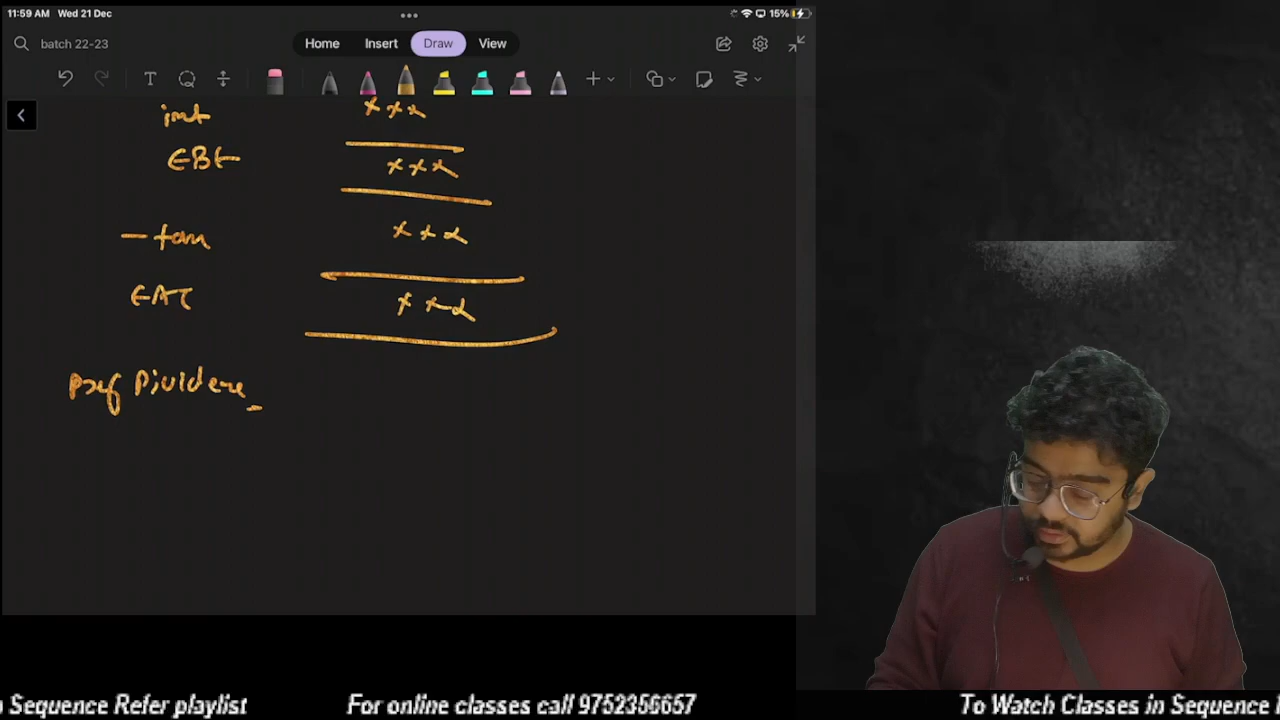 11:59 AM Wed 21 Dec
15%
batch 22-23
Home Insert Draw View
int xxx
EBT xxx
- tax xxx
EAT xxx
Pref Dividend
o Sequence Refer playlist For online classes call 9752356657 To Watch Classes in Sequence